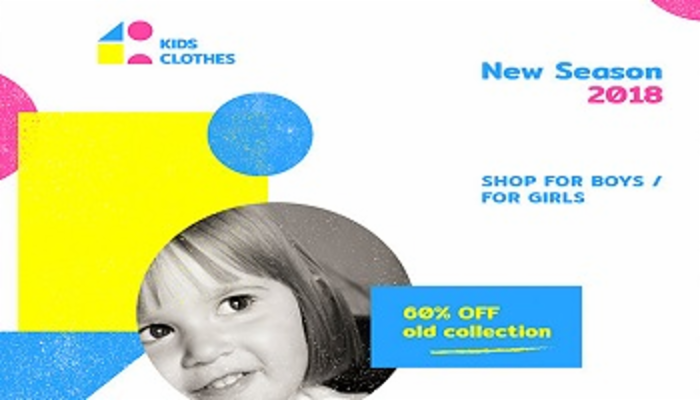 KIDS
CLOTHES
New Season
2018
SHOP FOR BOYS /
FOR GIRLS
60% OFF
old collection